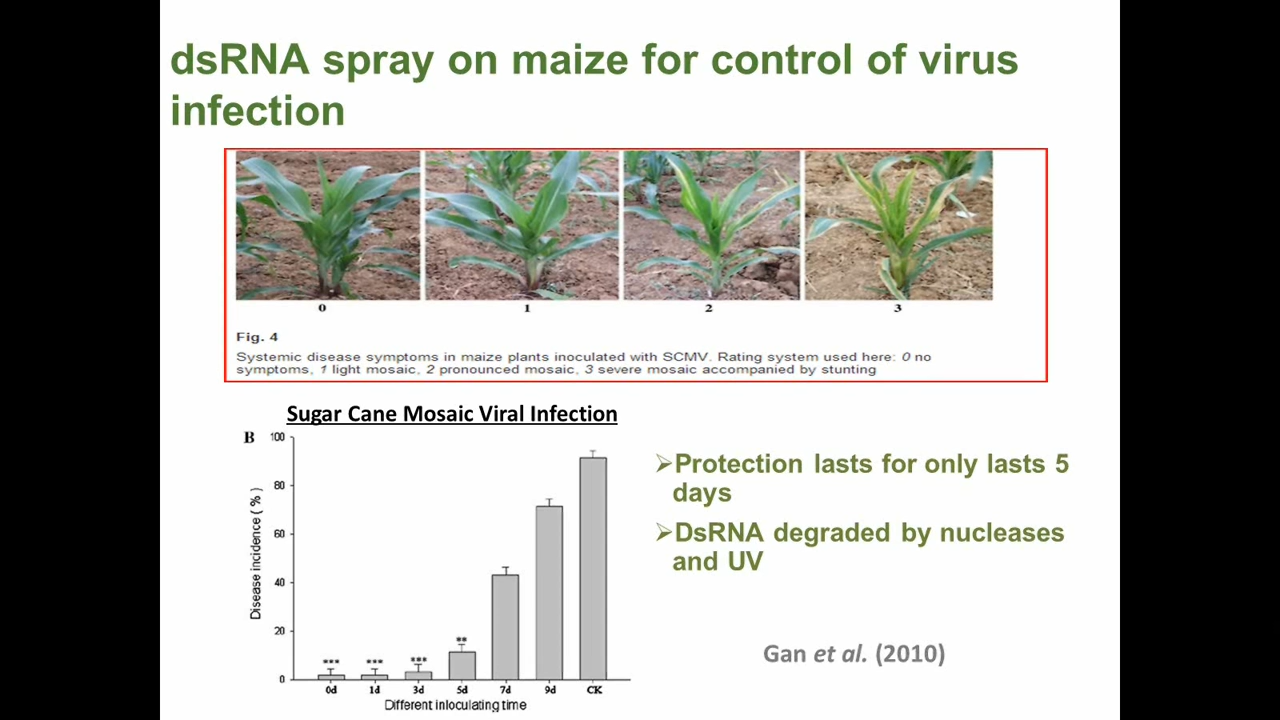 dsRNA spray on maize for control of virus
infection
0 1 2 3
Fig. 4
Systemic disease symptoms in maize plants inoculated with SCMV. Rating system used here: 0 no
symptoms, 1 light mosaic, 2 pronounced mosaic, 3 severe mosaic accompanied by stunting
Sugar Cane Mosaic Viral Infection
B
Disease incidence ( % )
100
80
60
40
20
0
*** *** *** **
0d 1d 3d 5d 7d 9d CK
Different inloculating time
➢Protection lasts for only lasts 5
days
➢DsRNA degraded by nucleases
and UV
Gan et al. (2010)